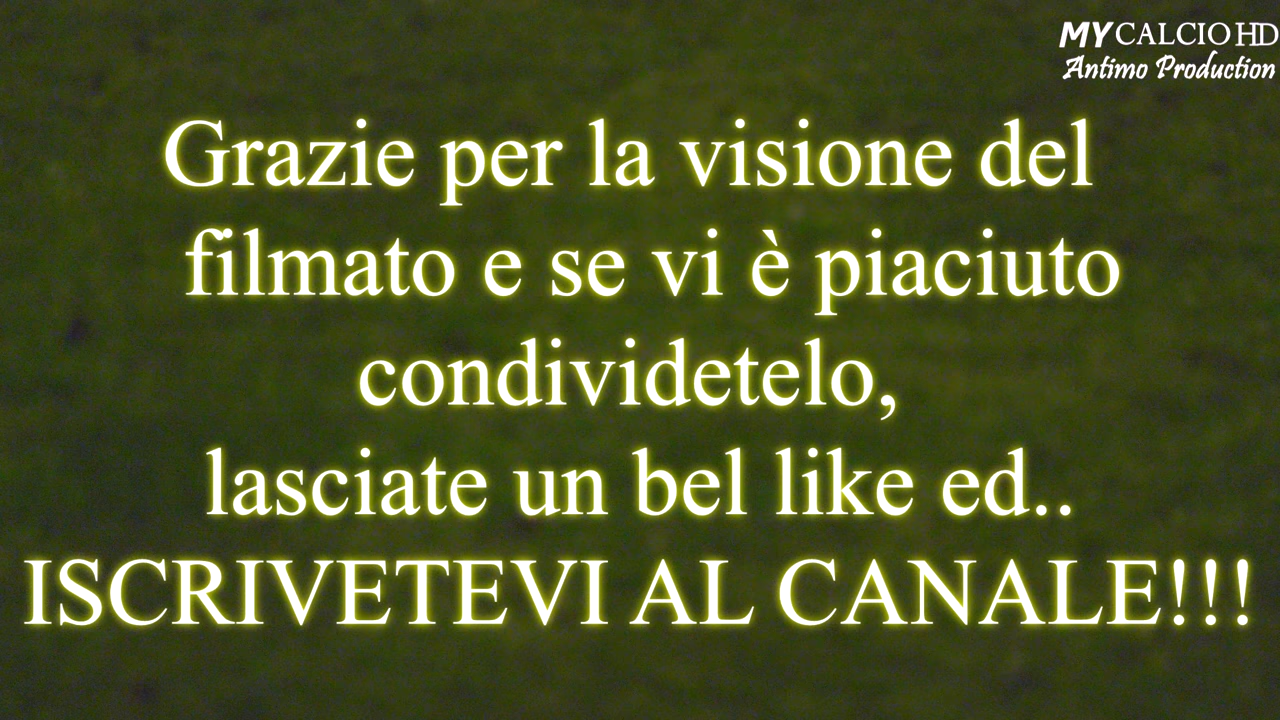 MY CALCIO HD
Antimo Production
Grazie per la visione del
filmato e se vi è piaciuto
condividetelo,
lasciate un bel like ed..
ISCRIVETEVI AL CANALE!!!